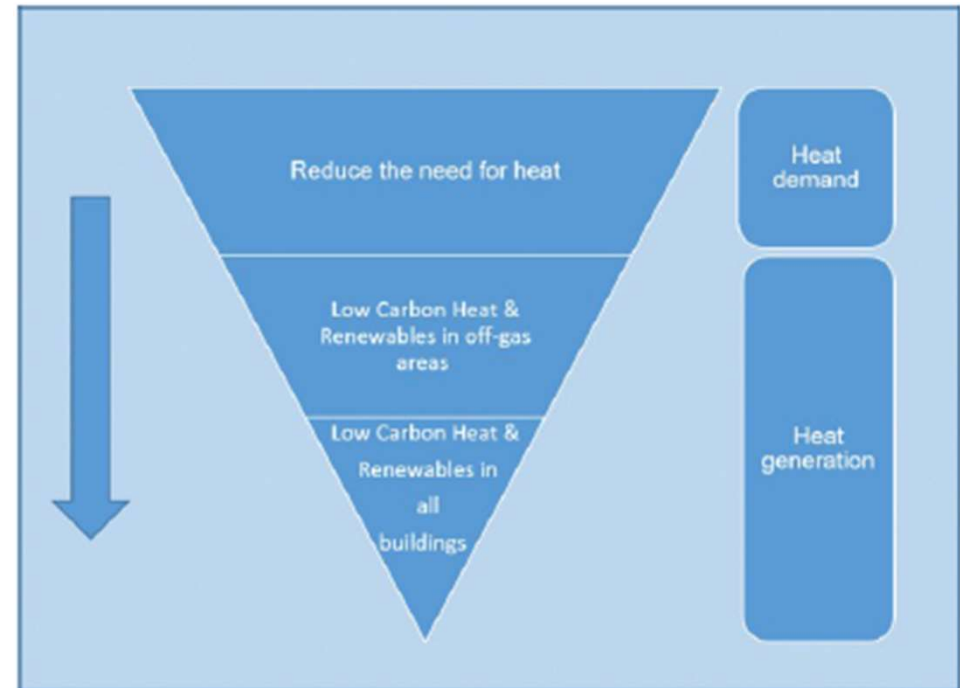 Reduce the need for heat
Heat
demand
Low Carbon Heat &
Renewables in off-gas
areas
Low Carbon Heat &
Renewables in
all
buildings
Heat
generation